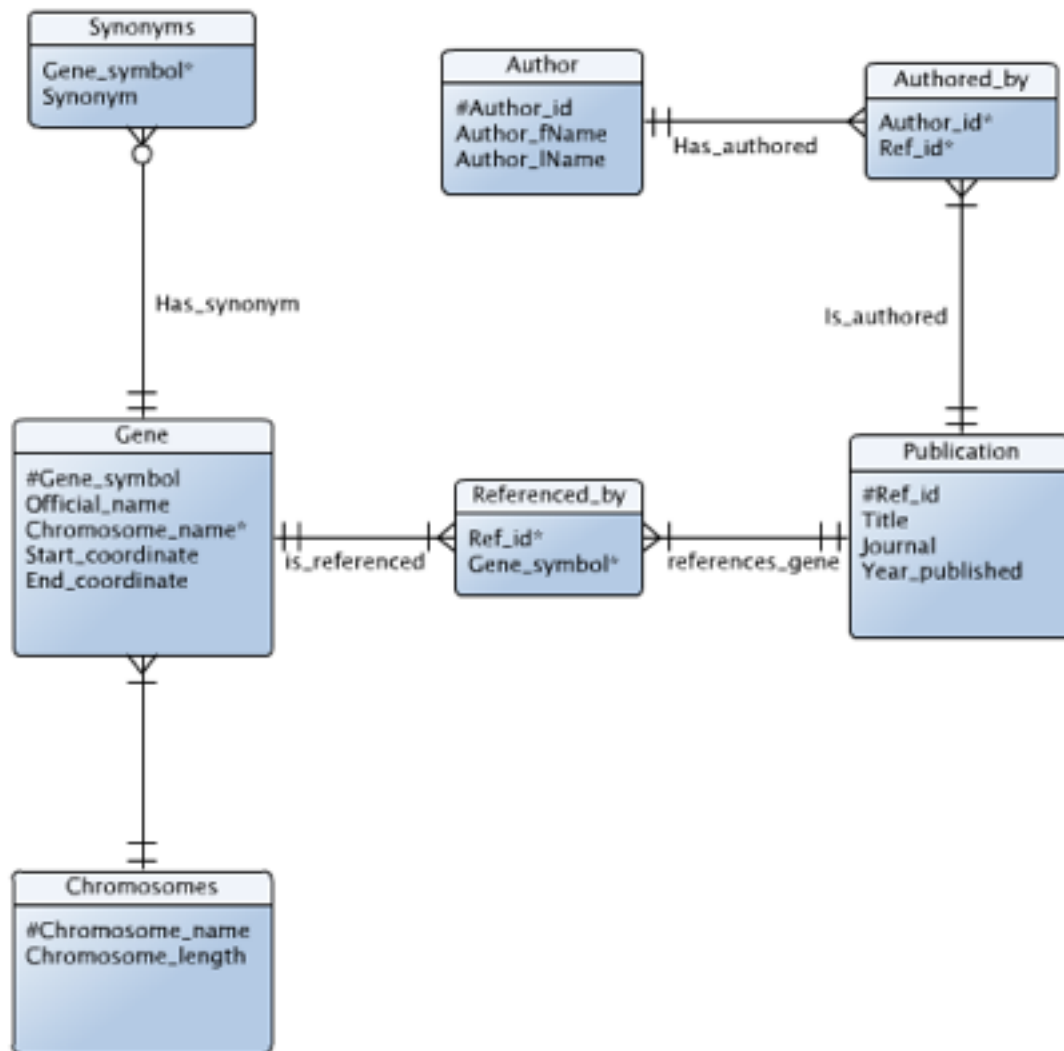 Synonyms
Gene_symbol*
Synonym
Author
#Author_id
Author_fName
Author_lName
Authored_by
Author_id*
Ref_id*
Has_authored
Has_synonym
Is_authored
Gene
#Gene_symbol
Official_name
Chromosome_name*
Start_coordinate
End_coordinate
is_referenced
Referenced_by
Ref_id*
Gene_symbol*
references_gene
Publication
#Ref_id
Title
Journal
Year_published
Chromosomes
#Chromosome_name
Chromosome_length